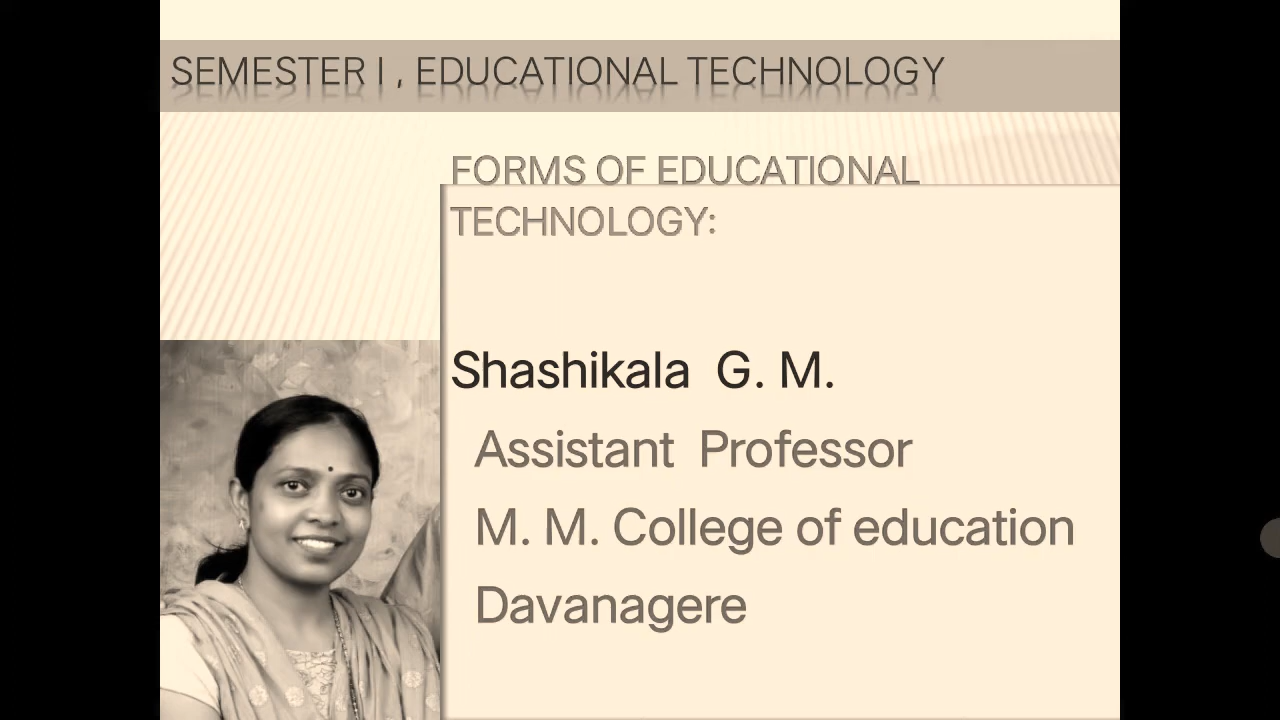 SEMESTER I , EDUCATIONAL TECHNOLOGY
FORMS OF EDUCATIONAL
TECHNOLOGY:
Shashikala G. M.
Assistant Professor
M. M. College of education
Davanagere